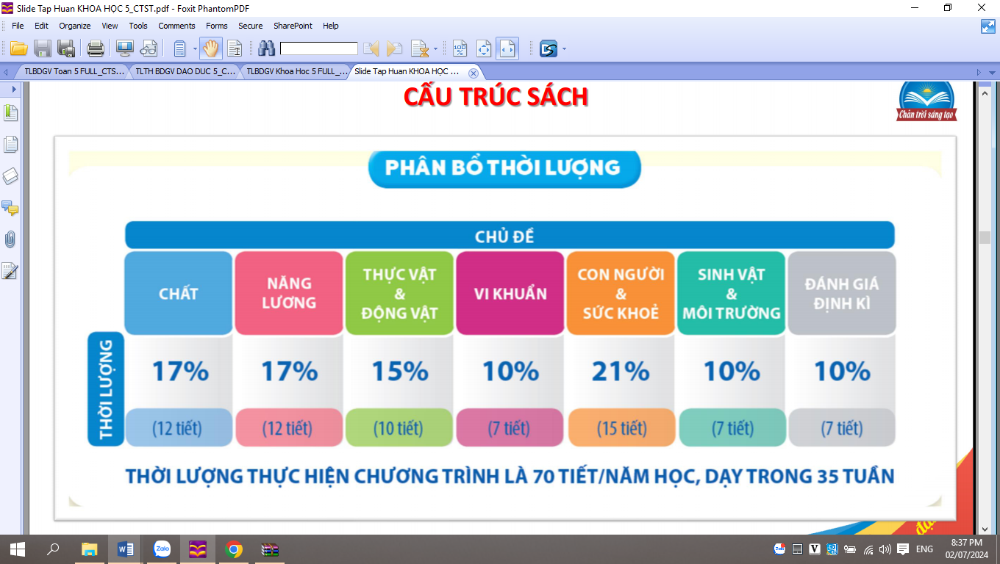 Slide Tap Huan KHOA HỌC 5_CTST.pdf - Foxit PhantomPDF
File Edit Organize View Tools Comments Forms Secure SharePoint Help
TLBDGV Toan 5 FULL_CTS... TLTH BDGV DAO DUC 5_C... TLBDGV Khoa Hoc 5 FULL_... Slide Tap Huan KHOA HỌC ...
CẤU TRÚC SÁCH
Chân trời sáng tạo
PHÂN BỔ THỜI LƯỢNG
CHỦ ĐỀ
CHẤT
NĂNG LƯƠNG
THỰC VẬT & ĐỘNG VẬT
VI KHUẨN
CON NGƯỜI & SỨC KHOẺ
SINH VẬT & MÔI TRƯỜNG
ĐÁNH GIÁ ĐỊNH KÌ
THỜI LƯỢNG
17% 17% 15% 10% 21% 10% 10%
(12 tiết) (12 tiết) (10 tiết) (7 tiết) (15 tiết) (7 tiết) (7 tiết)
THỜI LƯỢNG THỰC HIỆN CHƯƠNG TRÌNH LÀ 70 TIẾT/NĂM HỌC, DẠY TRONG 35 TUẦN
Zalo
ENG
8:37 PM
02/07/2024